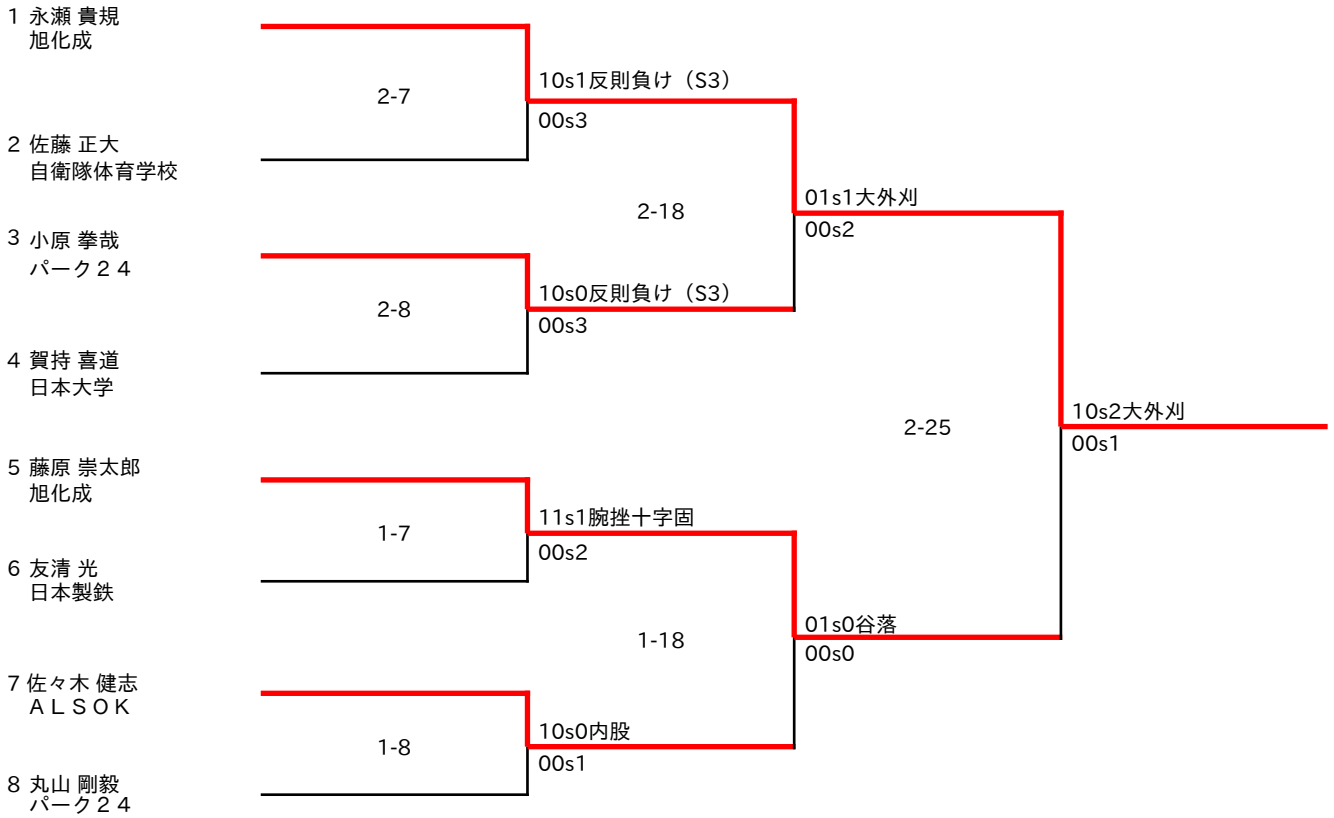 1 永瀬 貴規
旭化成
2-7
10s1反則負け（S3）
00s3
2 佐藤 正大
自衛隊体育学校
2-18
01s1大外刈
00s2
3 小原 拳哉
パーク２４
2-8
10s0反則負け（S3）
00s3
4 賀持 喜道
日本大学
2-25
10s2大外刈
00s1
5 藤原 崇太郎
旭化成
1-7
11s1腕挫十字固
00s2
6 友清 光
日本製鉄
1-18
01s0谷落
00s0
7 佐々木 健志
ＡＬＳＯＫ
1-8
10s0内股
00s1
8 丸山 剛毅
パーク２４